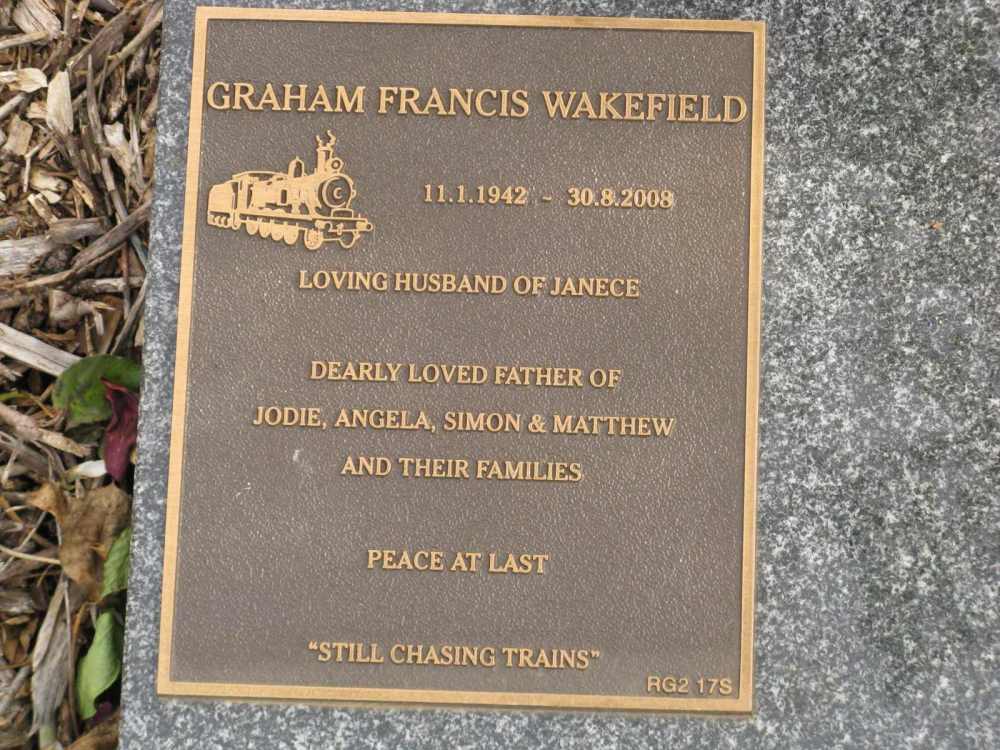 GRAHAM FRANCIS WAKEFIELD
11.1.1942 - 30.8.2008
LOVING HUSBAND OF JANECE
DEARLY LOVED FATHER OF
JODIE, ANGELA, SIMON & MATTHEW
AND THEIR FAMILIES
PEACE AT LAST
“STILL CHASING TRAINS”
RG2 17S